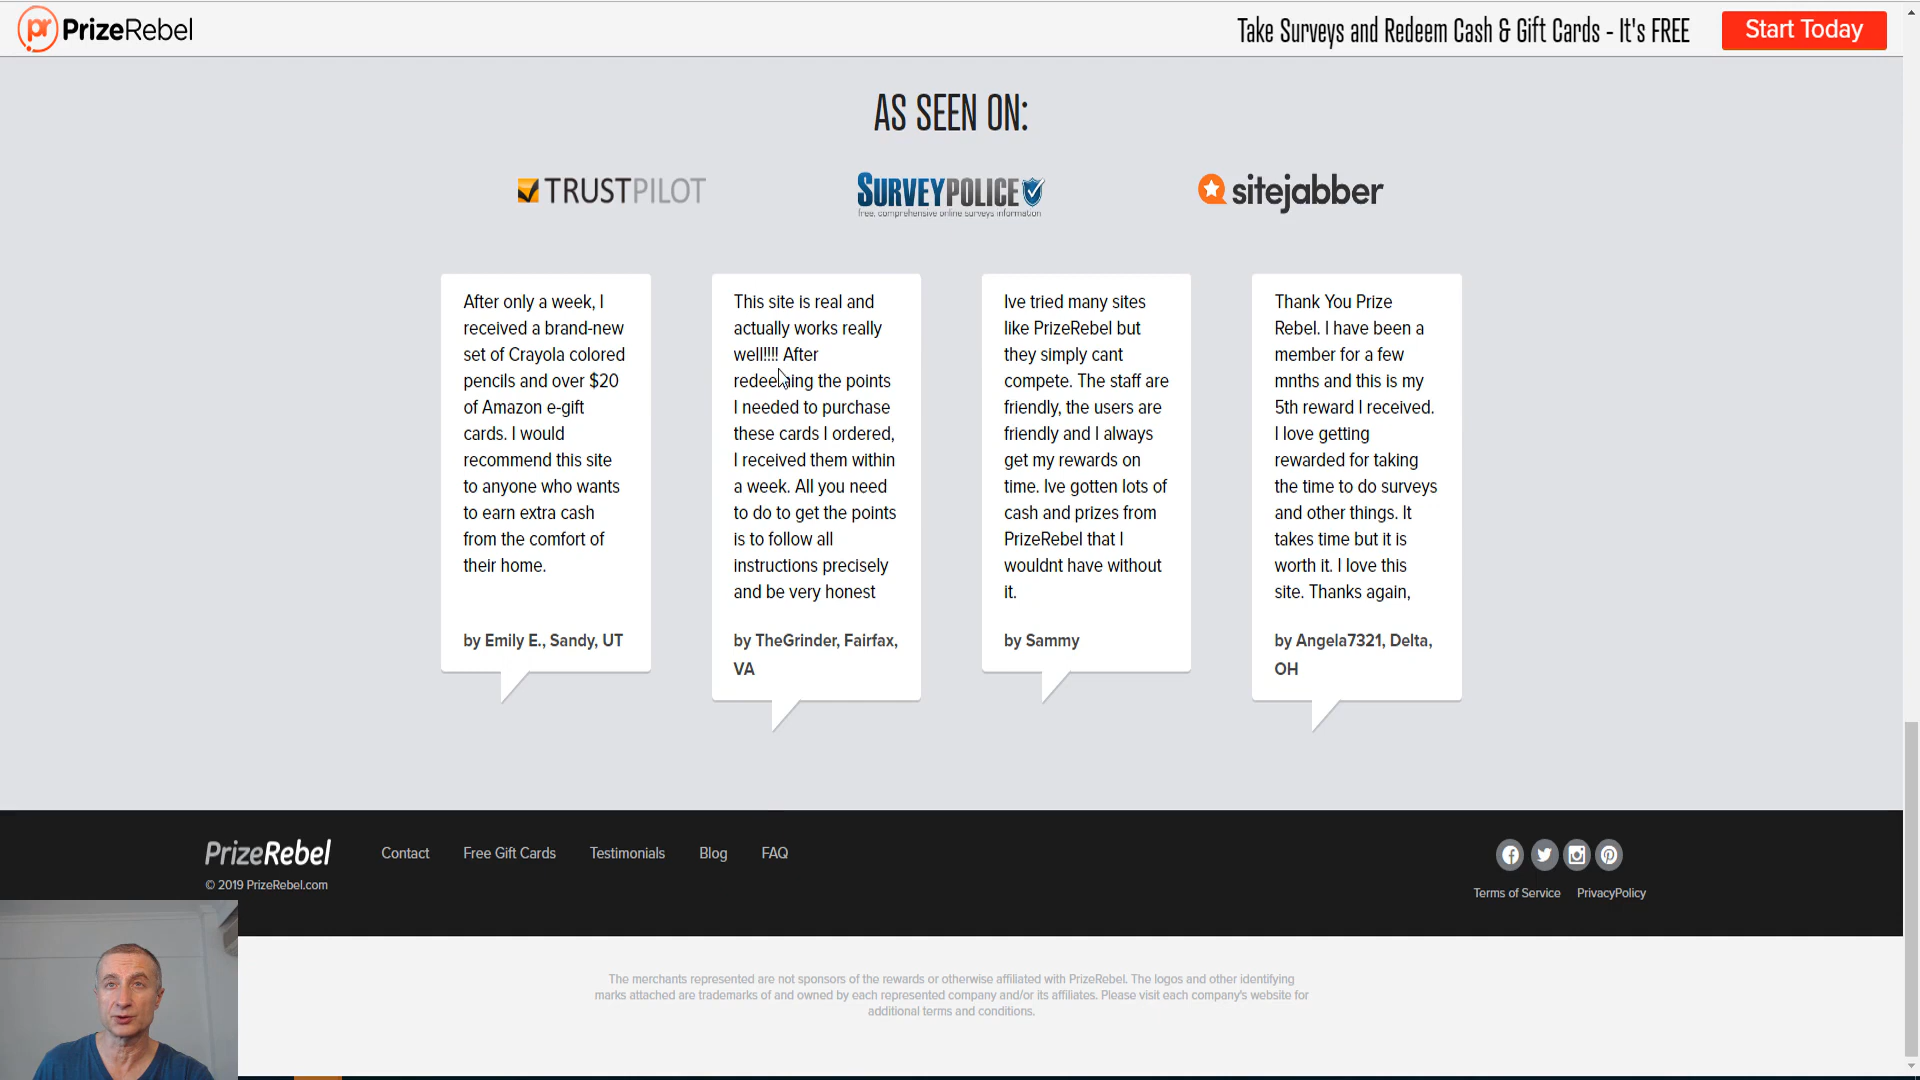 PrizeRebel
Take Surveys and Redeem Cash & Gift Cards - It's FREE
Start Today
AS SEEN ON:
TRUSTPILOT
SURVEYPOLICE
free, comprehensive online surveys information
sitejabber
After only a week, I
received a brand-new
set of Crayola colored
pencils and over $20
of Amazon e-gift
cards. I would
recommend this site
to anyone who wants
to earn extra cash
from the comfort of
their home.
by Emily E., Sandy, UT
This site is real and
actually works really
well!!!! After
redeeming the points
I needed to purchase
these cards I ordered,
I received them within
a week. All you need
to do to get the points
is to follow all
instructions precisely
and be very honest
by TheGrinder, Fairfax,
VA
Ive tried many sites
like PrizeRebel but
they simply cant
compete. The staff are
friendly, the users are
friendly and I always
get my rewards on
time. Ive gotten lots of
cash and prizes from
PrizeRebel that I
wouldnt have without
it.
by Sammy
Thank You Prize
Rebel. I have been a
member for a few
mnths and this is my
5th reward I received.
I love getting
rewarded for taking
the time to do surveys
and other things. It
takes time but it is
worth it. I love this
site. Thanks again,
by Angela7321, Delta,
OH
PrizeRebel
Contact
Free Gift Cards
Testimonials
Blog
FAQ
© 2019 PrizeRebel.com
Terms of Service
PrivacyPolicy
The merchants represented are not sponsors of the rewards or otherwise affiliated with PrizeRebel. The logos and other identifying
marks attached are trademarks of and owned by each represented company and/or its affiliates. Please visit each company's website for
additional terms and conditions.